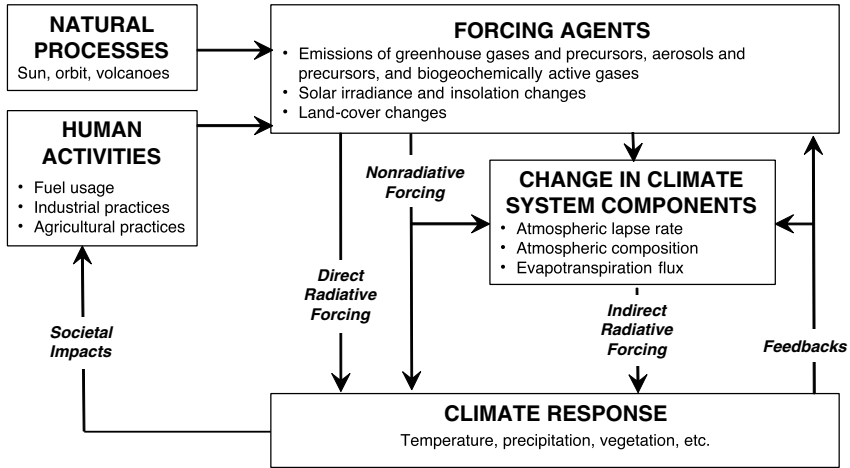 NATURAL
PROCESSES
Sun, orbit, volcanoes
FORCING AGENTS
• Emissions of greenhouse gases and precursors, aerosols and
precursors, and biogeochemically active gases
• Solar irradiance and insolation changes
• Land-cover changes
HUMAN
ACTIVITIES
• Fuel usage
• Industrial practices
• Agricultural practices
Nonradiative
Forcing
CHANGE IN CLIMATE
SYSTEM COMPONENTS
• Atmospheric lapse rate
• Atmospheric composition
• Evapotranspiration flux
Direct
Radiative
Forcing
Indirect
Radiative
Forcing
Societal
Impacts
Feedbacks
CLIMATE RESPONSE
Temperature, precipitation, vegetation, etc.